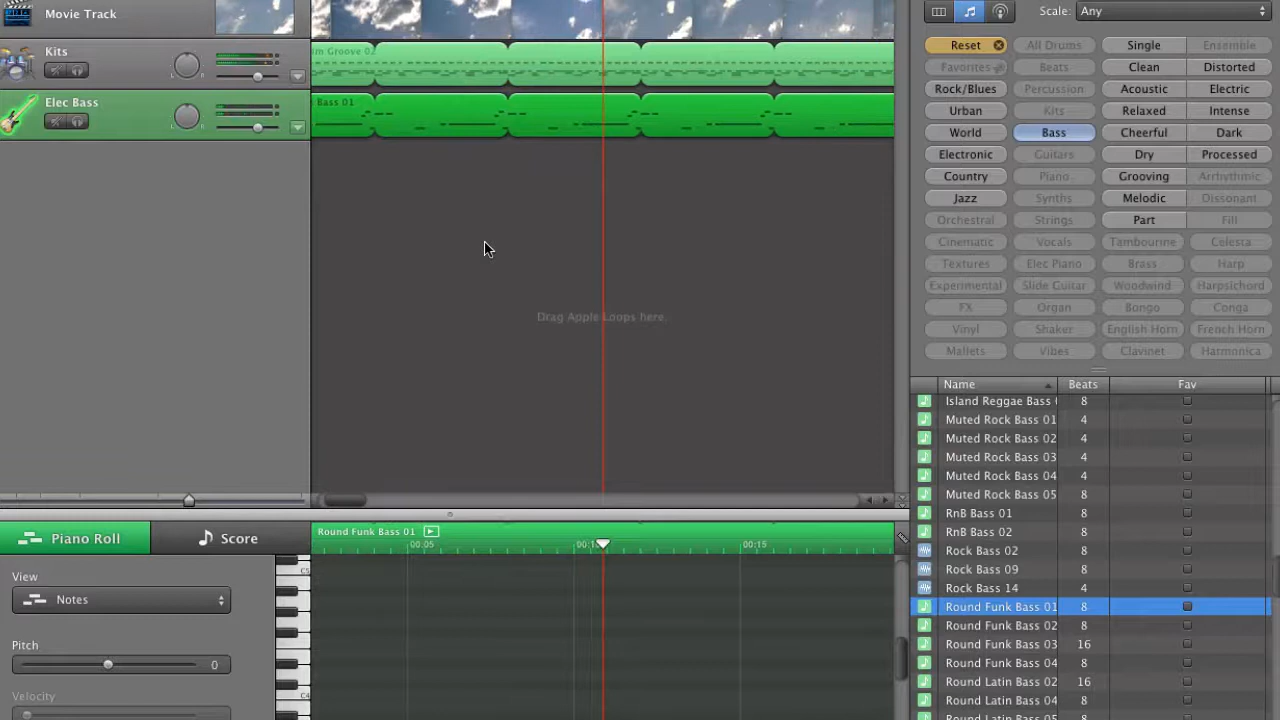 Movie Track
Scale: Any
Kits
tm Groove 02
Reset
All Drums
Single
Ensemble
Favorites
Beats
Clean
Distorted
Elec Bass
Bass 01
Rock/Blues
Percussion
Acoustic
Electric
Urban
Kits
Relaxed
Intense
World
Bass
Cheerful
Dark
Electronic
Guitars
Dry
Processed
Country
Piano
Grooving
Arrhythmic
Jazz
Synths
Melodic
Dissonant
Orchestral
Strings
Part
Fill
Cinematic
Vocals
Tambourine
Celesta
Textures
Elec Piano
Brass
Harp
Experimental
Slide Guitar
Woodwind
Harpsichord
FX
Organ
Bongo
Conga
Vinyl
Shaker
English Horn
French Horn
Mallets
Vibes
Clavinet
Harmonica
Drag Apple Loops here.
Name Beats Fav
Island Reggae Bass 8
Muted Rock Bass 01 4
Muted Rock Bass 02 4
Muted Rock Bass 03 4
Muted Rock Bass 04 4
Muted Rock Bass 05 4
RnB Bass 01 8
RnB Bass 02 8
Rock Bass 02 8
Rock Bass 09 8
Rock Bass 14 4
Round Funk Bass 01 8
Round Funk Bass 02 8
Round Funk Bass 03 16
Round Funk Bass 04 8
Round Latin Bass 02 16
Round Latin Bass 04 8
Piano Roll
Score
Round Funk Bass 01
00:05
00:15
View
Notes
C5
Pitch
0
C4
Velocity
L R
L R